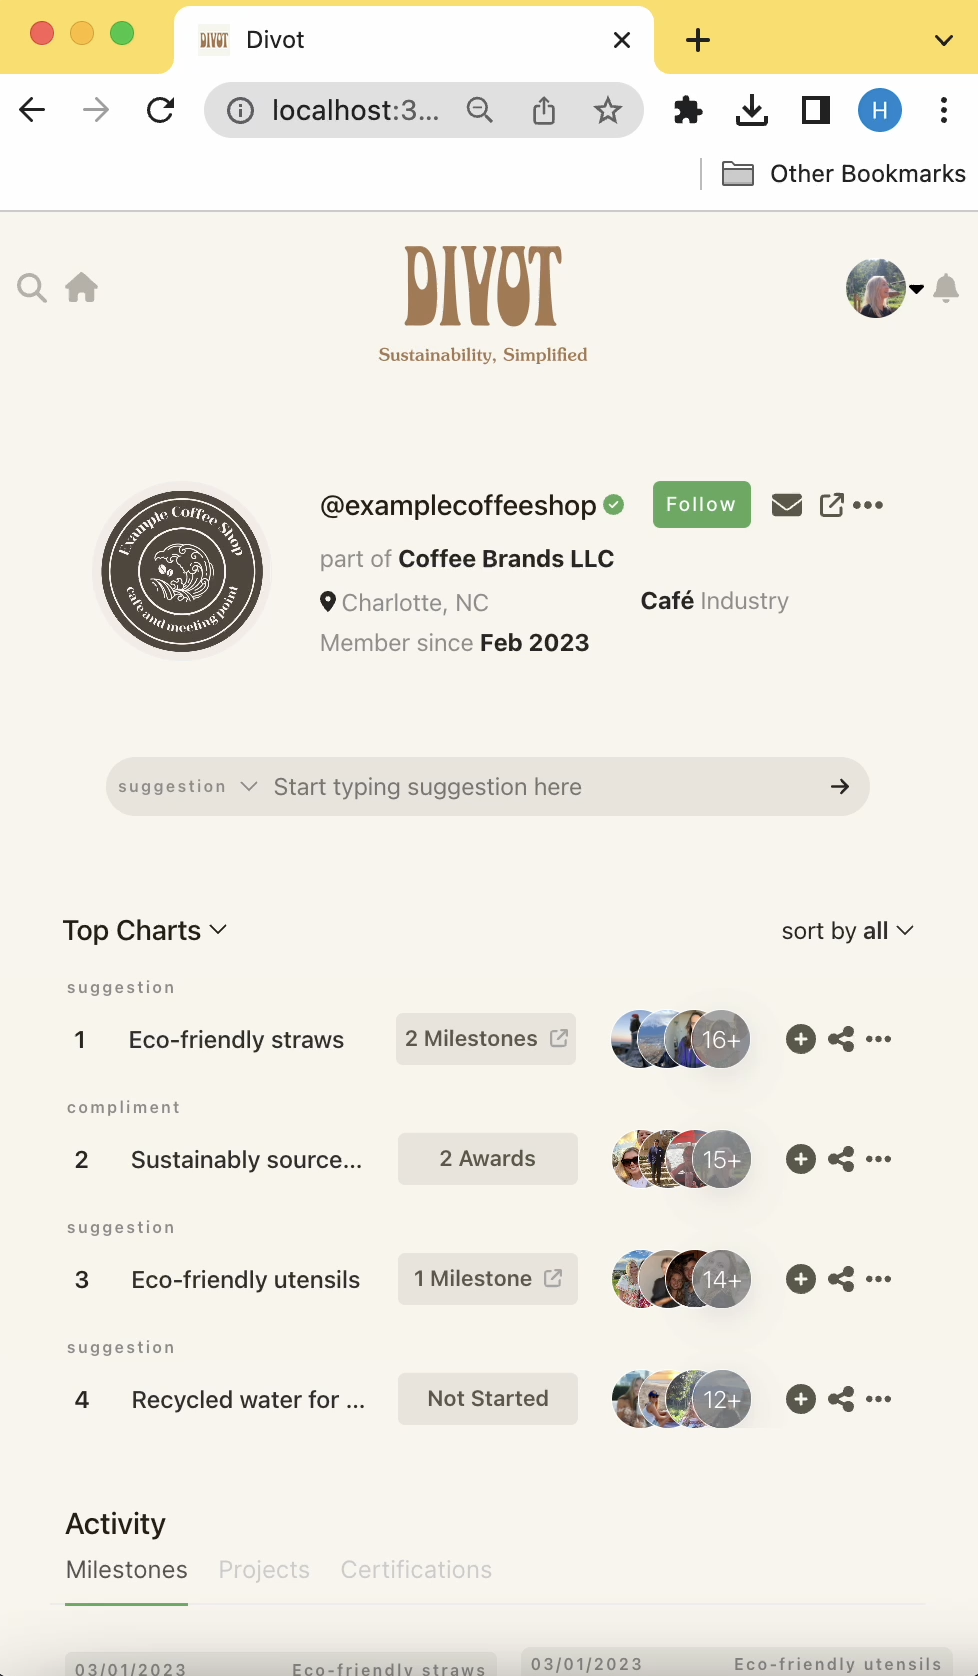 DIVOT
Divot
localhost:3...
H
Other Bookmarks
DIVOT
Sustainability, Simplified
Example Coffee Shop
café and meeting point
@examplecoffeeshop
Follow
part of Coffee Brands LLC
Charlotte, NC
Café Industry
Member since Feb 2023
suggestion
Start typing suggestion here
Top Charts
sort by all
suggestion
1 Eco-friendly straws 2 Milestones 16+
compliment
2 Sustainably source... 2 Awards 15+
suggestion
3 Eco-friendly utensils 1 Milestone 14+
suggestion
4 Recycled water for ... Not Started 12+
Activity
Milestones Projects Certifications
03/01/2023 Eco-friendly straws
03/01/2023 Eco-friendly utensils